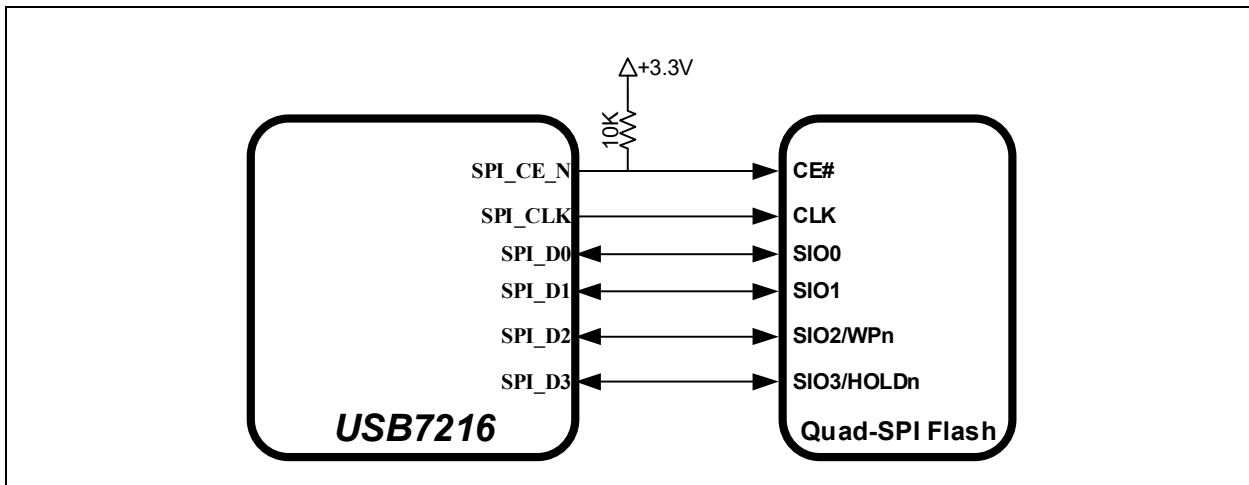 +3.3V
10K
SPI_CE_N CE#
SPI_CLK CLK
SPI_D0 SIO0
SPI_D1 SIO1
SPI_D2 SIO2/WPn
SPI_D3 SIO3/HOLDn
USB7216 Quad-SPI Flash